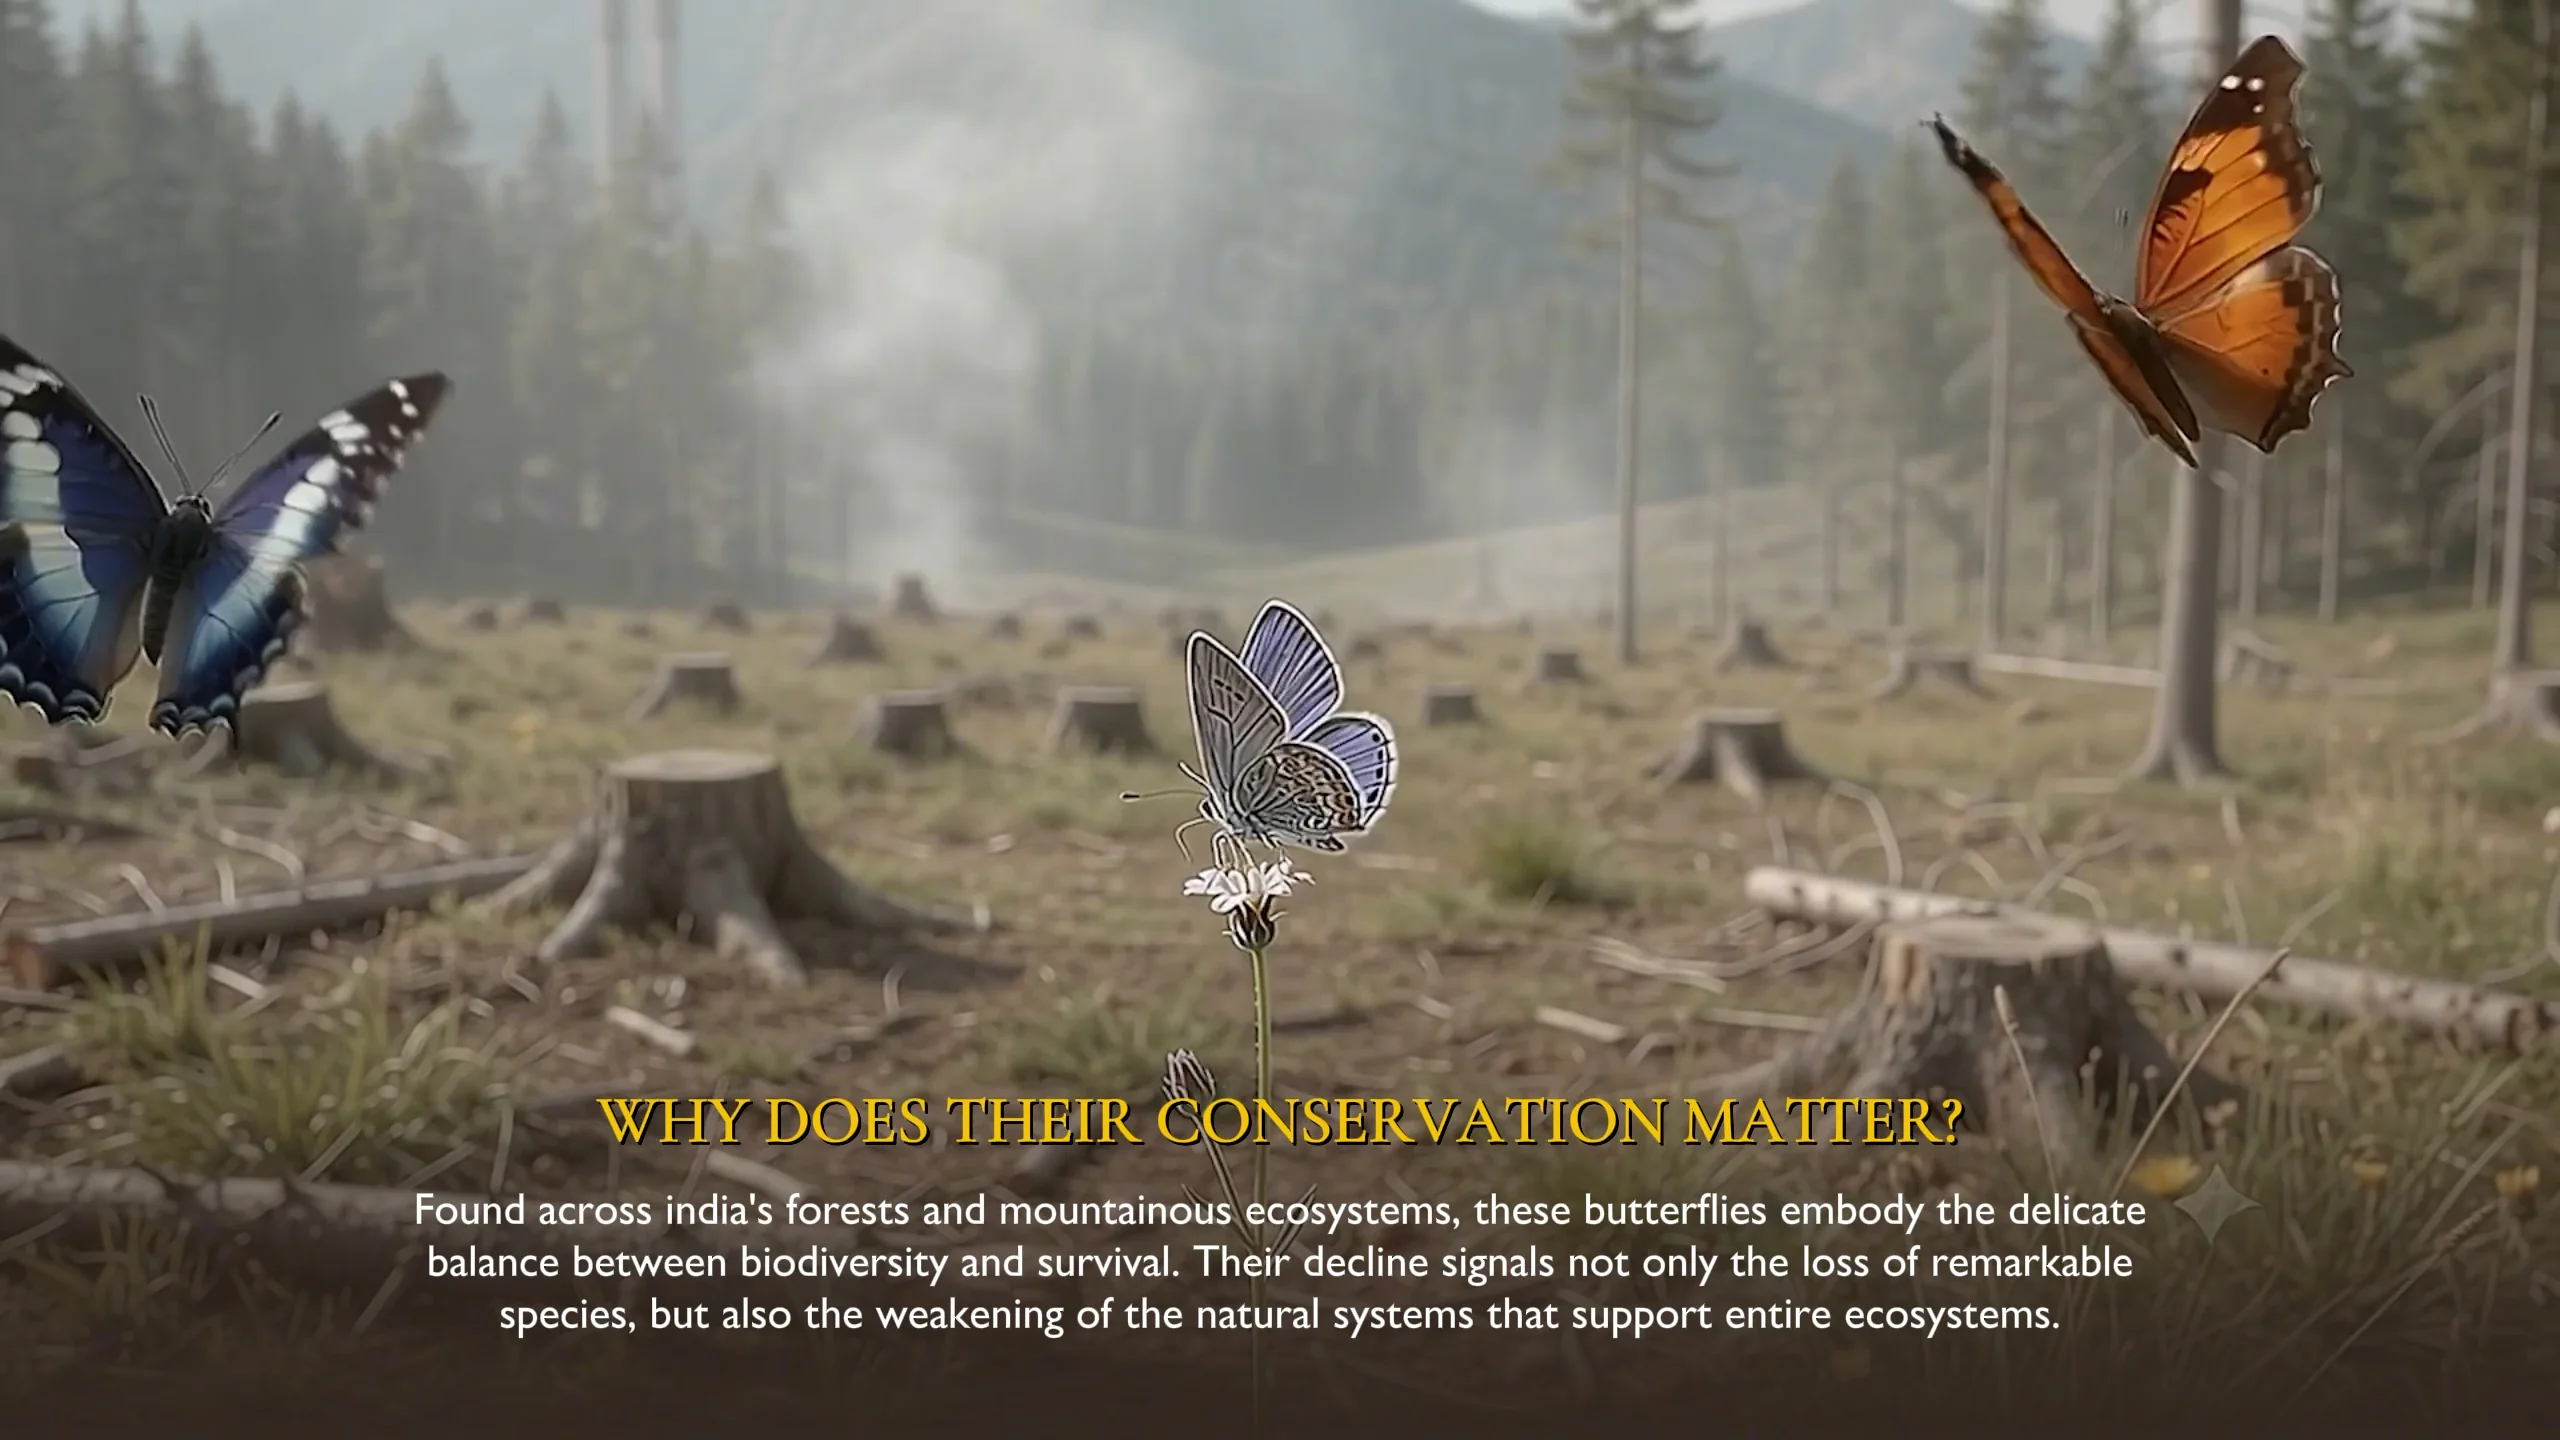 WHY DOES THEIR CONSERVATION MATTER?
Found across india's forests and mountainous ecosystems, these butterflies embody the delicate
balance between biodiversity and survival. Their decline signals not only the loss of remarkable
species, but also the weakening of the natural systems that support entire ecosystems.